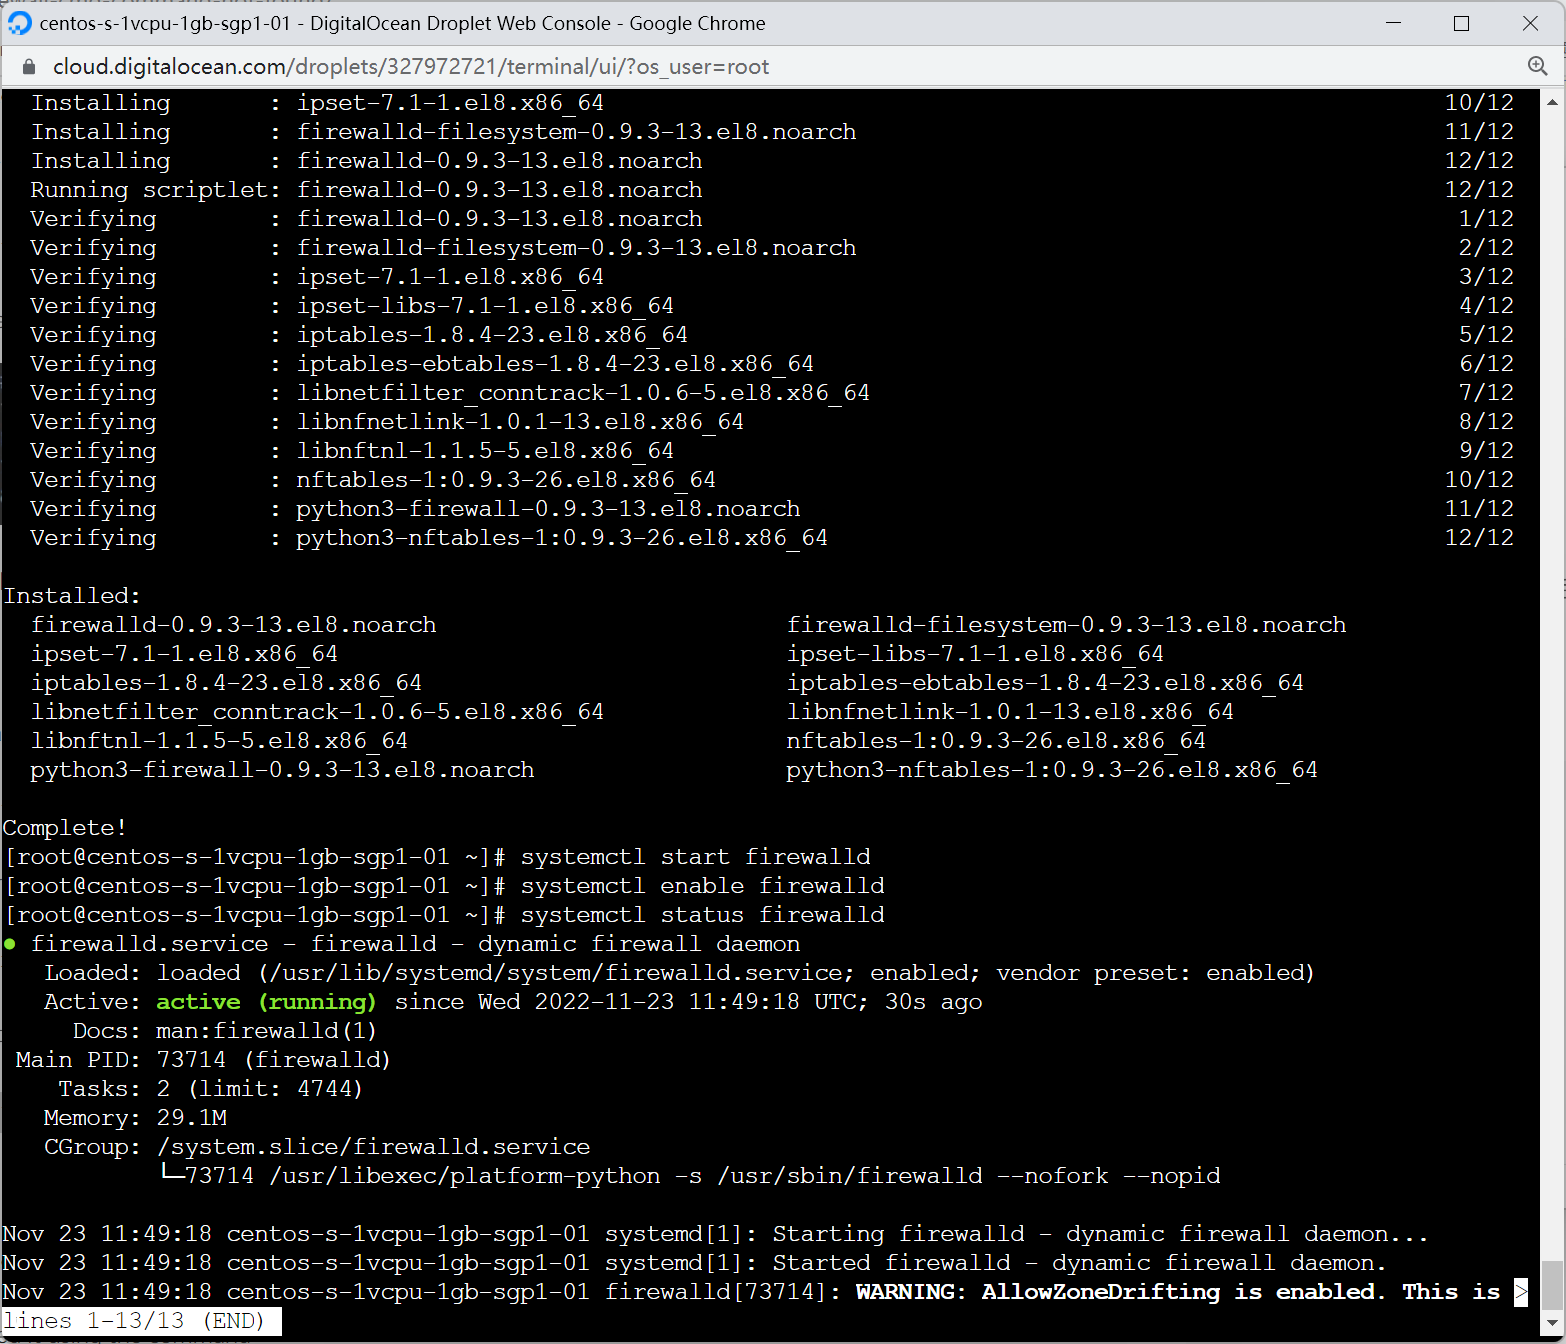 centos-s-1vcpu-1gb-sgp1-01 - DigitalOcean Droplet Web Console - Google Chrome
cloud.digitalocean.com/droplets/327972721/terminal/ui/?os_user=root
Installing : ipset-7.1-1.el8.x86_64 10/12
Installing : firewalld-filesystem-0.9.3-13.el8.noarch 11/12
Installing : firewalld-0.9.3-13.el8.noarch 12/12
Running scriptlet: firewalld-0.9.3-13.el8.noarch 12/12
Verifying : firewalld-0.9.3-13.el8.noarch 1/12
Verifying : firewalld-filesystem-0.9.3-13.el8.noarch 2/12
Verifying : ipset-7.1-1.el8.x86_64 3/12
Verifying : ipset-libs-7.1-1.el8.x86_64 4/12
Verifying : iptables-1.8.4-23.el8.x86_64 5/12
Verifying : iptables-ebtables-1.8.4-23.el8.x86_64 6/12
Verifying : libnetfilter_conntrack-1.0.6-5.el8.x86_64 7/12
Verifying : libnfnetlink-1.0.1-13.el8.x86_64 8/12
Verifying : libnftnl-1.1.5-5.el8.x86_64 9/12
Verifying : nftables-1:0.9.3-26.el8.x86_64 10/12
Verifying : python3-firewall-0.9.3-13.el8.noarch 11/12
Verifying : python3-nftables-1:0.9.3-26.el8.x86_64 12/12
Installed:
firewalld-0.9.3-13.el8.noarch firewalld-filesystem-0.9.3-13.el8.noarch
ipset-7.1-1.el8.x86_64 ipset-libs-7.1-1.el8.x86_64
iptables-1.8.4-23.el8.x86_64 iptables-ebtables-1.8.4-23.el8.x86_64
libnetfilter_conntrack-1.0.6-5.el8.x86_64 libnfnetlink-1.0.1-13.el8.x86_64
libnftnl-1.1.5-5.el8.x86_64 nftables-1:0.9.3-26.el8.x86_64
python3-firewall-0.9.3-13.el8.noarch python3-nftables-1:0.9.3-26.el8.x86_64
Complete!
[root@centos-s-1vcpu-1gb-sgp1-01 ~]# systemctl start firewalld
[root@centos-s-1vcpu-1gb-sgp1-01 ~]# systemctl enable firewalld
[root@centos-s-1vcpu-1gb-sgp1-01 ~]# systemctl status firewalld
● firewalld.service - firewalld - dynamic firewall daemon
Loaded: loaded (/usr/lib/systemd/system/firewalld.service; enabled; vendor preset: enabled)
Active: active (running) since Wed 2022-11-23 11:49:18 UTC; 30s ago
Docs: man:firewalld(1)
Main PID: 73714 (firewalld)
Tasks: 2 (limit: 4744)
Memory: 29.1M
CGroup: /system.slice/firewalld.service
└─73714 /usr/libexec/platform-python -s /usr/sbin/firewalld --nofork --nopid
Nov 23 11:49:18 centos-s-1vcpu-1gb-sgp1-01 systemd[1]: Starting firewalld - dynamic firewall daemon...
Nov 23 11:49:18 centos-s-1vcpu-1gb-sgp1-01 systemd[1]: Started firewalld - dynamic firewall daemon.
Nov 23 11:49:18 centos-s-1vcpu-1gb-sgp1-01 firewalld[73714]: WARNING: AllowZoneDrifting is enabled. This is >
lines 1-13/13 (END)